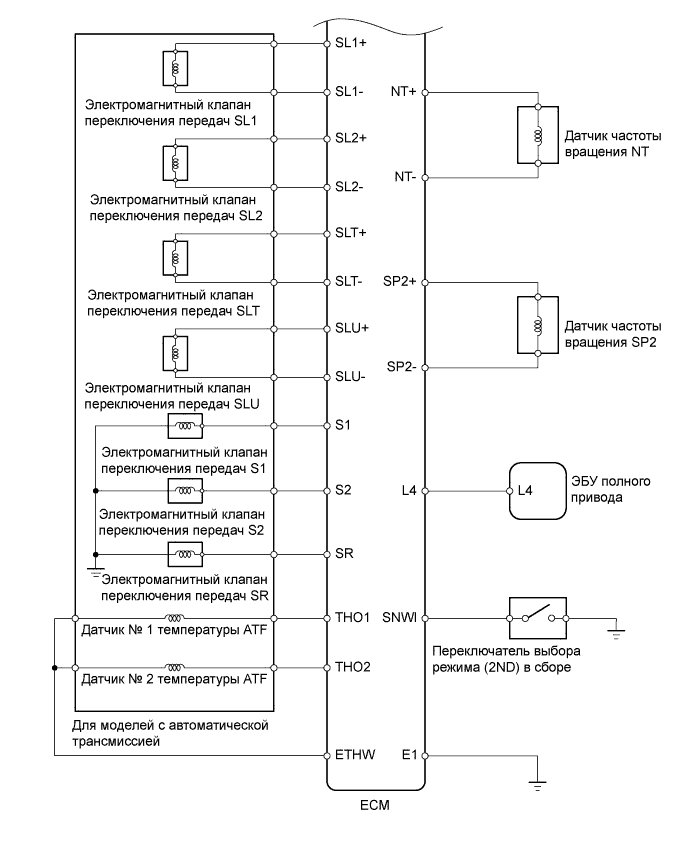 SL1+
SL1-
Электромагнитный клапан
переключения передач SL1
SL2+
SL2-
Электромагнитный клапан
переключения передач SL2
SLT+
SLT-
Электромагнитный клапан
переключения передач SLT
SLU+
SLU-
Электромагнитный клапан
переключения передач SLU
S1
Электромагнитный клапан
переключения передач S1
S2
Электромагнитный клапан
переключения передач S2
SR
Электромагнитный клапан
переключения передач SR
THO1
Датчик № 1 температуры ATF
THO2
Датчик № 2 температуры ATF
Для моделей с автоматической
трансмиссией
ETHW
NT+
NT-
Датчик частоты
вращения NT
SP2+
SP2-
Датчик частоты
вращения SP2
L4
L4
ЭБУ полного
привода
SNWI
Переключатель выбора
режима (2ND) в сборе
E1
ECM